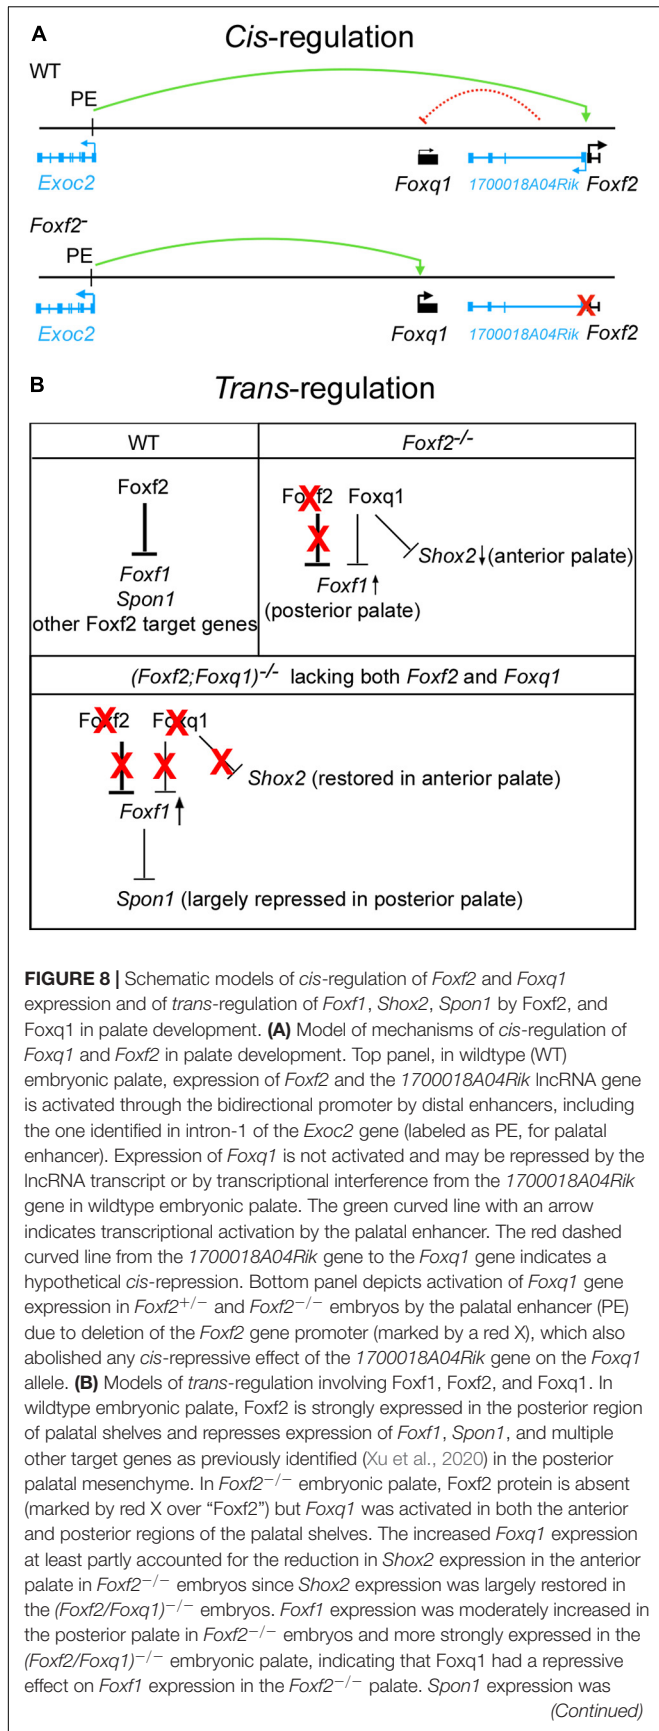 A
Cis-regulation
WT
PE
Exoc2
Foxq1
1700018A04Rik
Foxf2
Foxf2-
PE
Exoc2
Foxq1
1700018A04Rik
Foxf2
B
Trans-regulation
WT
Foxf2-/-
Foxf2
Foxf1
Spon1
other Foxf2 target genes
Foxf2
Foxq1
Shox2↓(anterior palate)
Foxf1↑
(posterior palate)
(Foxf2;Foxq1)-/- lacking both Foxf2 and Foxq1
Foxf2
Foxq1
Shox2 (restored in anterior palate)
Foxf1↑
Spon1 (largely repressed in posterior palate)
FIGURE 8 | Schematic models of cis-regulation of Foxf2 and Foxq1
expression and of trans-regulation of Foxf1, Shox2, Spon1 by Foxf2, and
Foxq1 in palate development. (A) Model of mechanisms of cis-regulation of
Foxq1 and Foxf2 in palate development. Top panel, in wildtype (WT)
embryonic palate, expression of Foxf2 and the 1700018A04Rik lncRNA gene
is activated through the bidirectional promoter by distal enhancers, including
the one identified in intron-1 of the Exoc2 gene (labeled as PE, for palatal
enhancer). Expression of Foxq1 is not activated and may be repressed by the
lncRNA transcript or by transcriptional interference from the 1700018A04Rik
gene in wildtype embryonic palate. The green curved line with an arrow
indicates transcriptional activation by the palatal enhancer. The red dashed
curved line from the 1700018A04Rik gene to the Foxq1 gene indicates a
hypothetical cis-repression. Bottom panel depicts activation of Foxq1 gene
expression in Foxf2+/− and Foxf2−/− embryos by the palatal enhancer (PE)
due to deletion of the Foxf2 gene promoter (marked by a red X), which also
abolished any cis-repressive effect of the 1700018A04Rik gene on the Foxq1
allele. (B) Models of trans-regulation involving Foxf1, Foxf2, and Foxq1. In
wildtype embryonic palate, Foxf2 is strongly expressed in the posterior region
of palatal shelves and represses expression of Foxf1, Spon1, and multiple
other target genes as previously identified (Xu et al., 2020) in the posterior
palatal mesenchyme. In Foxf2−/− embryonic palate, Foxf2 protein is absent
(marked by red X over “Foxf2”) but Foxq1 was activated in both the anterior
and posterior regions of the palatal shelves. The increased Foxq1 expression
at least partly accounted for the reduction in Shox2 expression in the anterior
palate in Foxf2−/− embryos since Shox2 expression was largely restored in
the (Foxf2/Foxq1)−/− embryos. Foxf1 expression was moderately increased in
the posterior palate in Foxf2−/− embryos and more strongly expressed in the
(Foxf2/Foxq1)−/− embryonic palate, indicating that Foxq1 had a repressive
effect on Foxf1 expression in the Foxf2−/− palate. Spon1 expression was
(Continued)